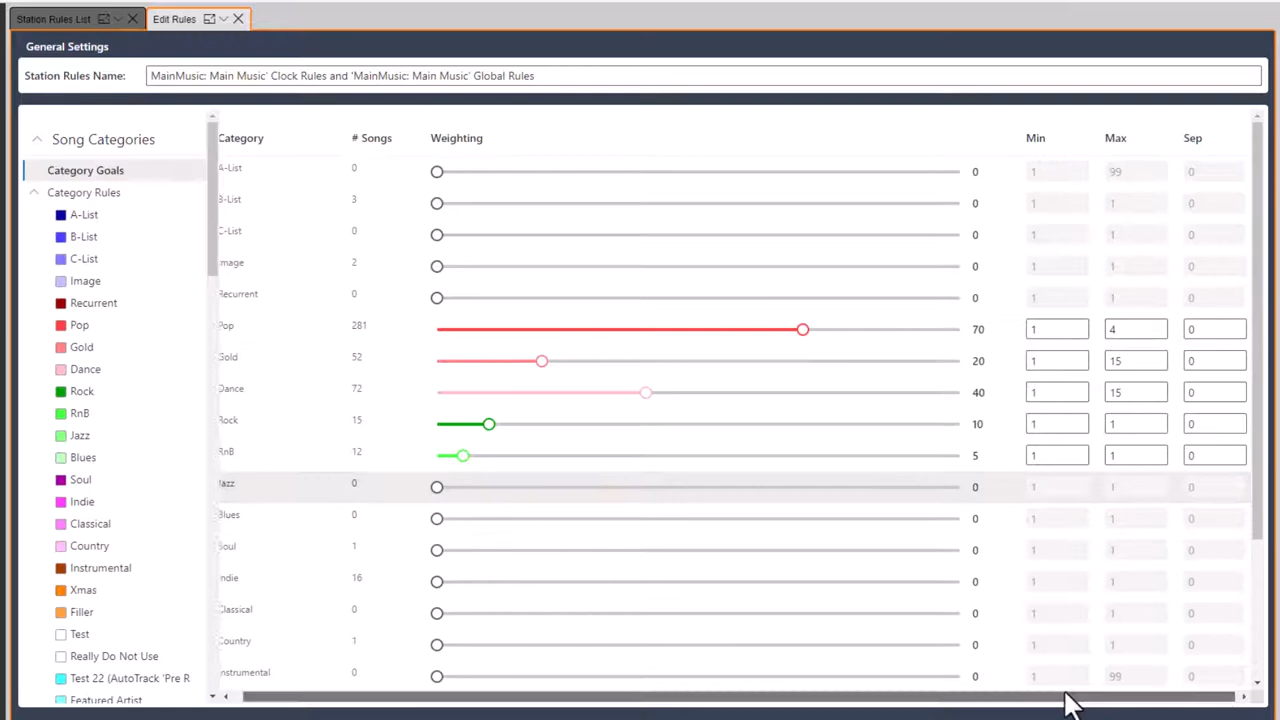 Station Rules List
Edit Rules
General Settings
Station Rules Name: MainMusic: Main Music' Clock Rules and 'MainMusic: Main Music' Global Rules
Song Categories
Category Goals
Category Rules
A-List
B-List
C-List
Image
Recurrent
Pop
Gold
Dance
Rock
RnB
Jazz
Blues
Soul
Indie
Classical
Country
Instrumental
Xmas
Filler
Test
Really Do Not Use
Test 22 (AutoTrack 'Pre R
Featured Artist
Category # Songs Weighting Min Max Sep
A-List 0 0 1 99 0
B-List 3 0 1 1 0
C-List 0 0 1 1 0
Image 2 0 1 1 0
Recurrent 0 0 1 1 0
Pop 281 70 1 4 0
Gold 52 20 1 15 0
Dance 72 40 1 15 0
Rock 15 10 1 1 0
RnB 12 5 1 1 0
Jazz 0 0 1 1 0
Blues 0 0 1 1 0
Soul 1 0 1 1 0
Indie 16 0 1 1 0
Classical 0 0 1 1 0
Country 1 0 1 1 0
Instrumental 0 0 1 99 0